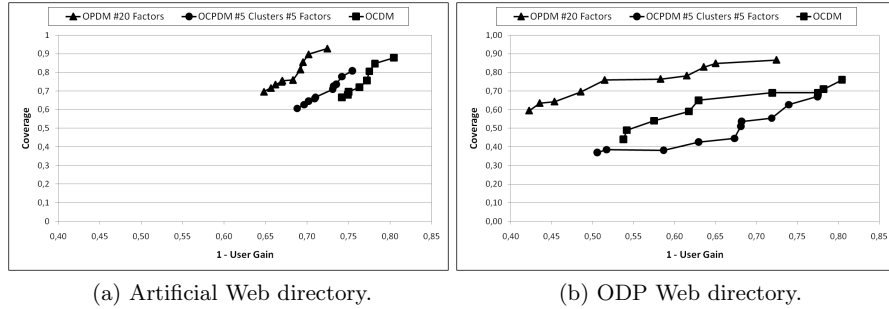 OPDM #20 Factors OCPDM #5 Clusters #5 Factors OCDM
1
0,9
0,8
0,7
0,6
0,5
0,4
0,3
0,2
0,1
0
Coverage
0,40 0,45 0,50 0,55 0,60 0,65 0,70 0,75 0,80 0,85
1 - User Gain
(a) Artificial Web directory.
OPDM #20 Factors OCPDM #5 Clusters #5 Factors OCDM
1,00
0,90
0,80
0,70
0,60
0,50
0,40
0,30
0,20
0,10
0,00
Coverage
0,40 0,45 0,50 0,55 0,60 0,65 0,70 0,75 0,80 0,85
1 - User Gain
(b) ODP Web directory.